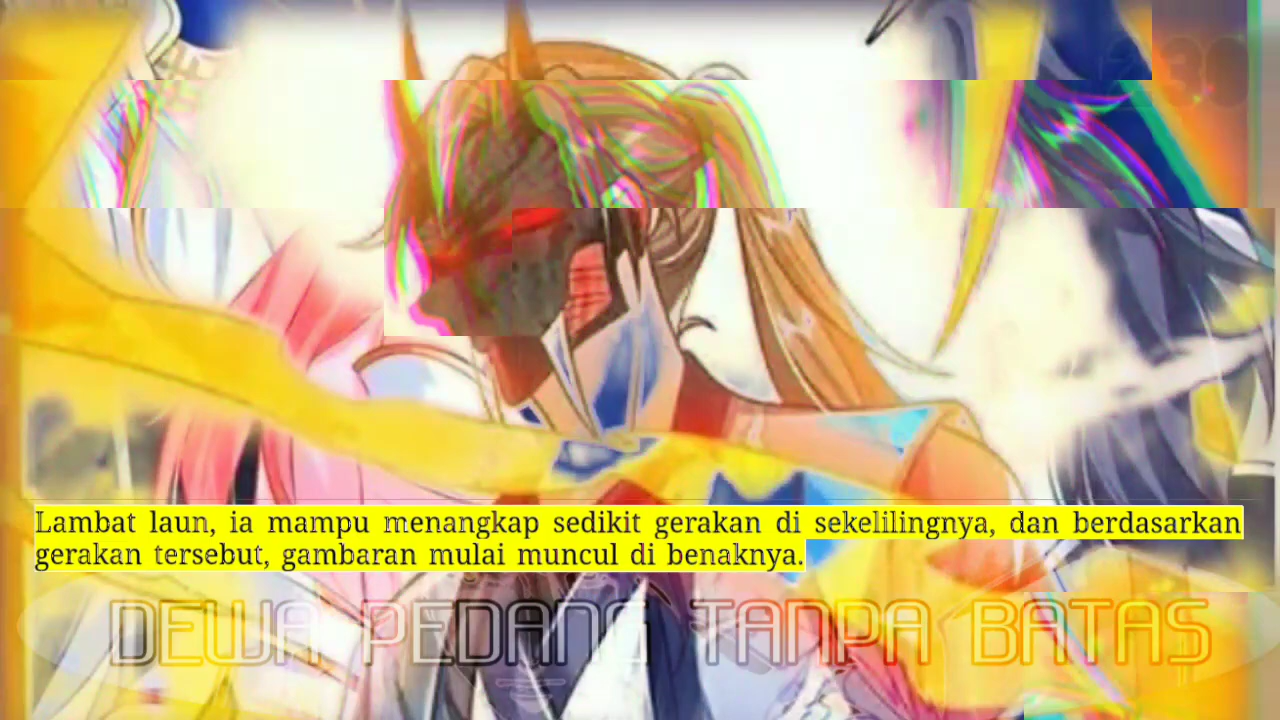 Lambat laun, ia mampu menangkap sedikit gerakan di sekelilingnya, dan berdasarkan
gerakan tersebut, gambaran mulai muncul di benaknya.
DEWA PEDANG TANPA BATAS